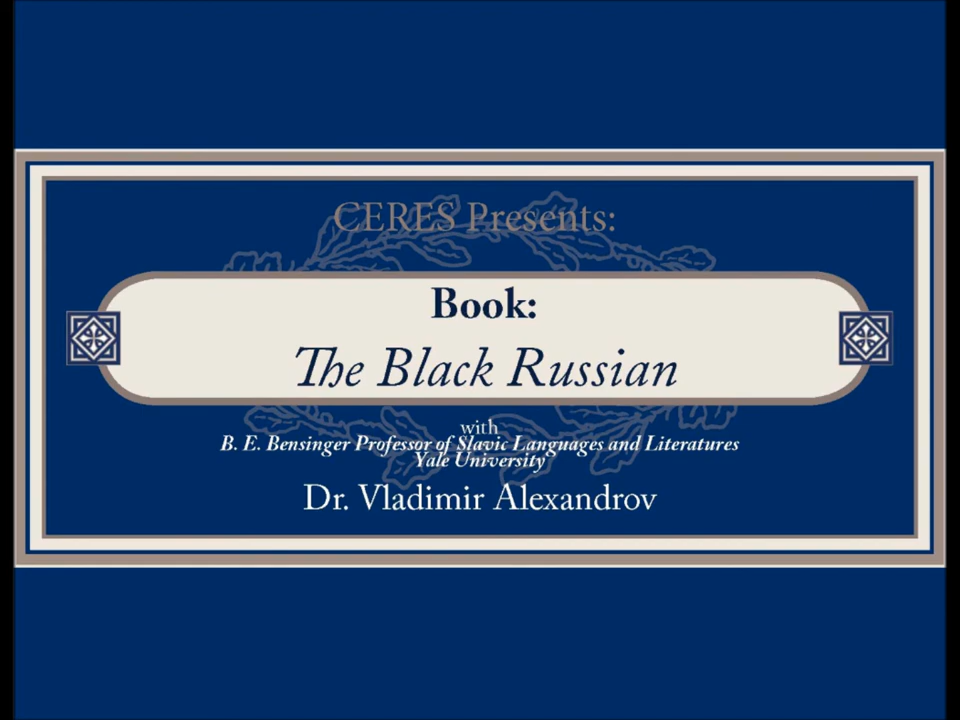 CERES Presents:
Book:
The Black Russian
with
B. E. Bensinger Professor of Slavic Languages and Literatures
Yale University
Dr. Vladimir Alexandrov